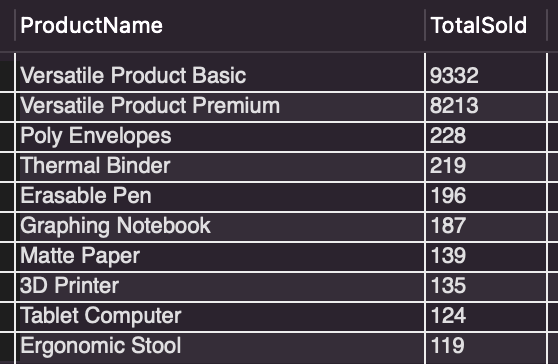 ProductName TotalSold
Versatile Product Basic 9332
Versatile Product Premium 8213
Poly Envelopes 228
Thermal Binder 219
Erasable Pen 196
Graphing Notebook 187
Matte Paper 139
3D Printer 135
Tablet Computer 124
Ergonomic Stool 119